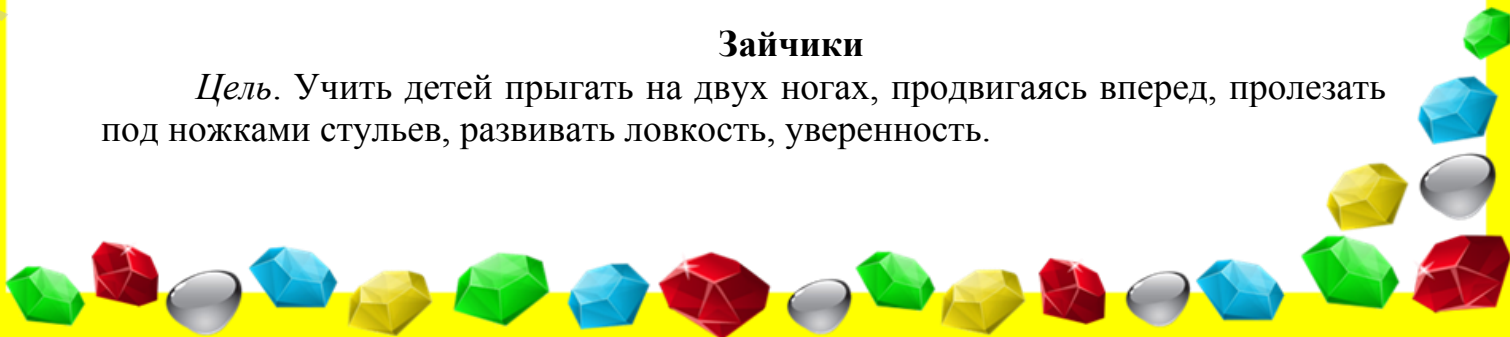 Зайчики
Цель. Учить детей прыгать на двух ногах, продвигаясь вперед, пролезать
под ножками стульев, развивать ловкость, уверенность.